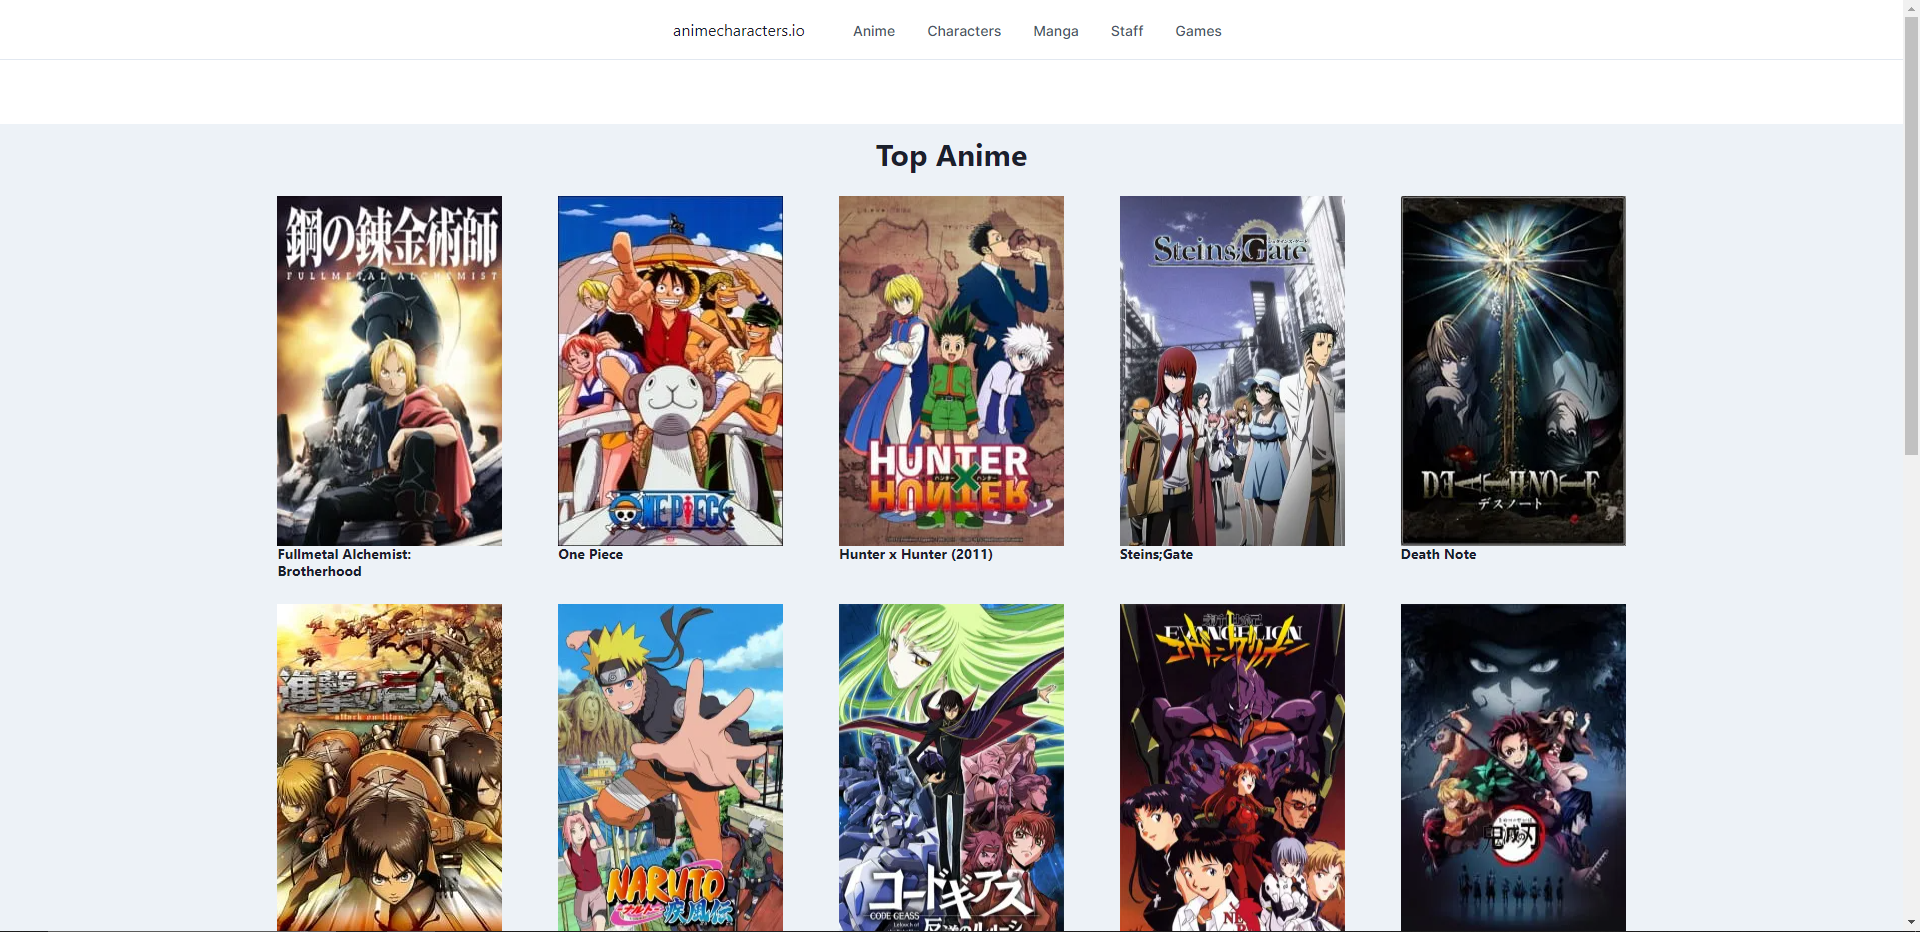 animecharacters.io
Anime
Characters
Manga
Staff
Games
Top Anime
鋼の錬金術師
FULLMETAL ALCHEMIST
ONE PIECE
HUNTER
HUNTER
Steins;Gate
DEATH NOTE
デスノート
Fullmetal Alchemist:
Brotherhood
One Piece
Hunter x Hunter (2011)
Steins;Gate
Death Note
進撃の巨人
attack on titan
NARUTO
ナルト
疾風伝
コードギアス
CODE GEASS
Lelouch of
反逆のルルーシュ
EVANGELION
エヴァンゲリオン
鬼滅の刃